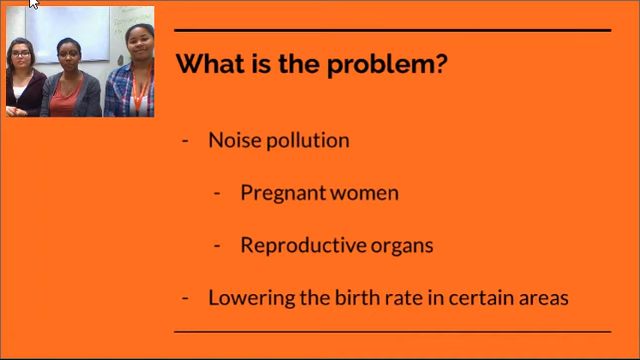 What is the problem?
- Noise pollution
- Pregnant women
- Reproductive organs
- Lowering the birth rate in certain areas